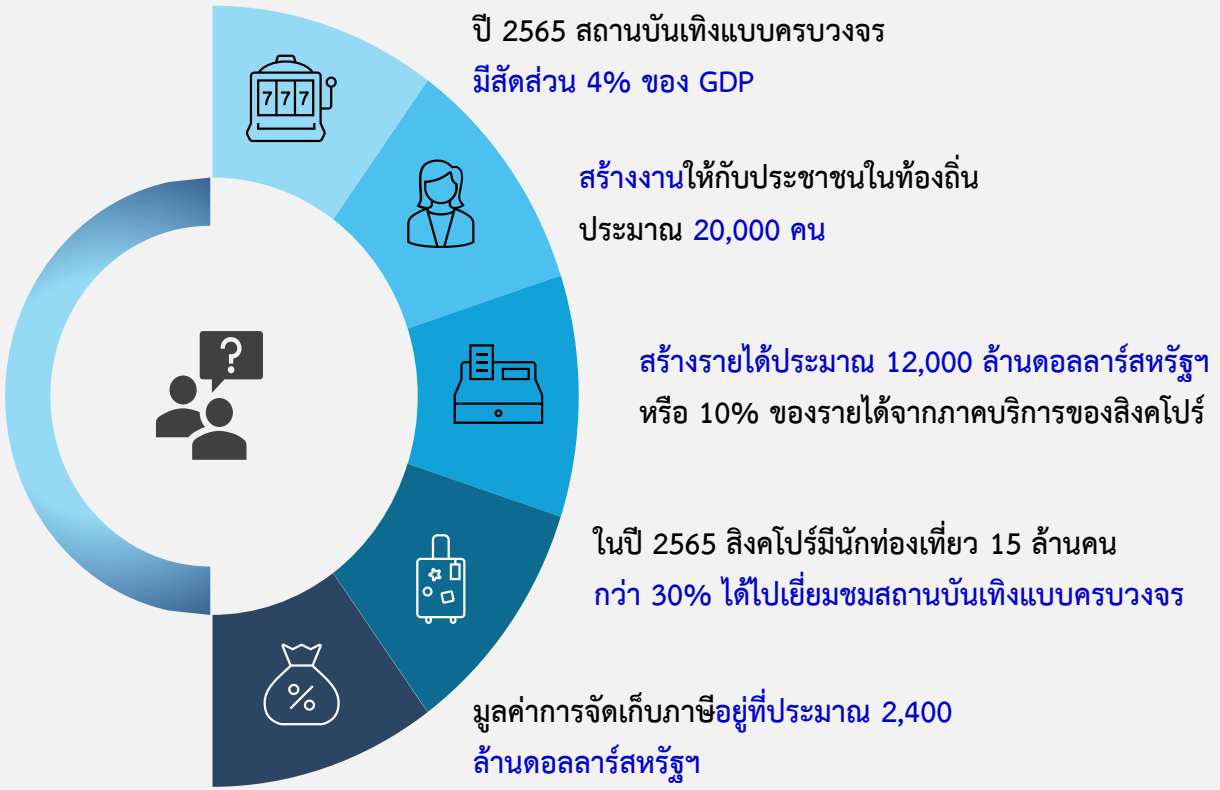 777
?
ปี 2565 สถานบันเทิงแบบครบวงจร
มีสัดส่วน 4% ของ GDP
สร้างงานให้กับประชาชนในท้องถิ่น
ประมาณ 20,000 คน
สร้างรายได้ประมาณ 12,000 ล้านดอลลาร์สหรัฐฯ
หรือ 10% ของรายได้จากภาคบริการของสิงคโปร์
ในปี 2565 สิงคโปร์มีนักท่องเที่ยว 15 ล้านคน
กว่า 30% ได้ไปเยี่ยมชมสถานบันเทิงแบบครบวงจร
%
มูลค่าการจัดเก็บภาษีอยู่ที่ประมาณ 2,400
ล้านดอลลาร์สหรัฐฯ